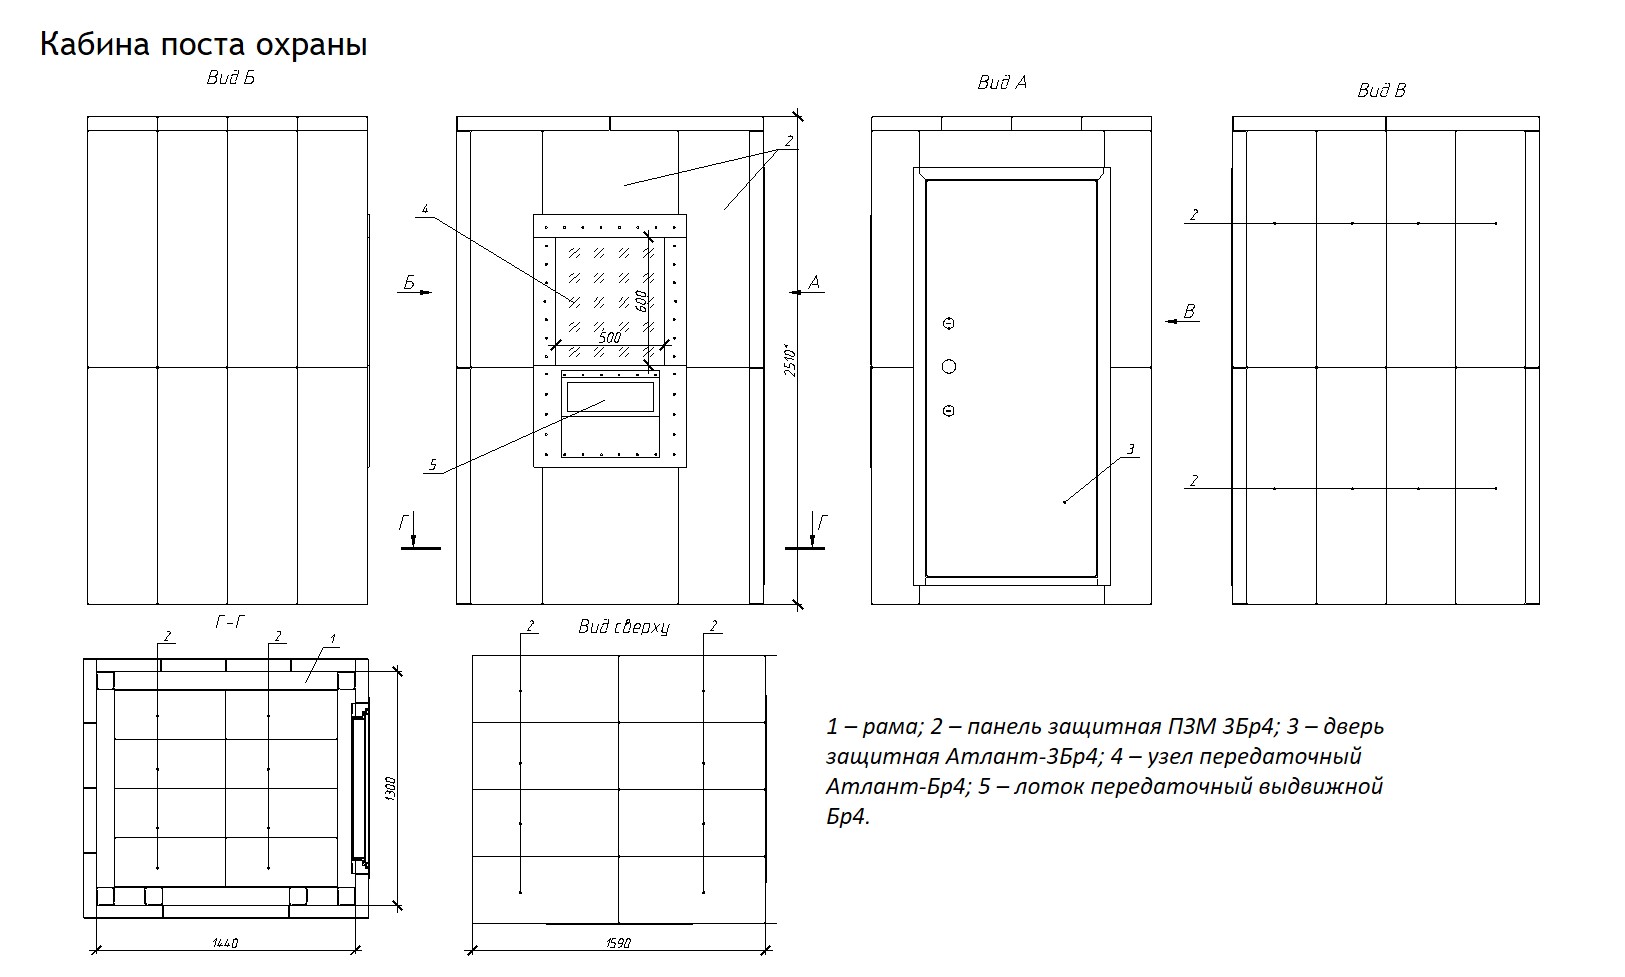 Кабина поста охраны
Вид Б
Вид А
Вид В
2
4
2
Б
А
600
В
500
2510*
3
5
2
Г
Г
Г-Г
Вид сверху
2
2
1
2
2
1300
1 – рама; 2 – панель защитная ПЗМ 3Бр4; 3 – дверь
защитная Атлант-3Бр4; 4 – узел передаточный
Атлант-Бр4; 5 – лоток передаточный выдвижной
Бр4.
1440
1590